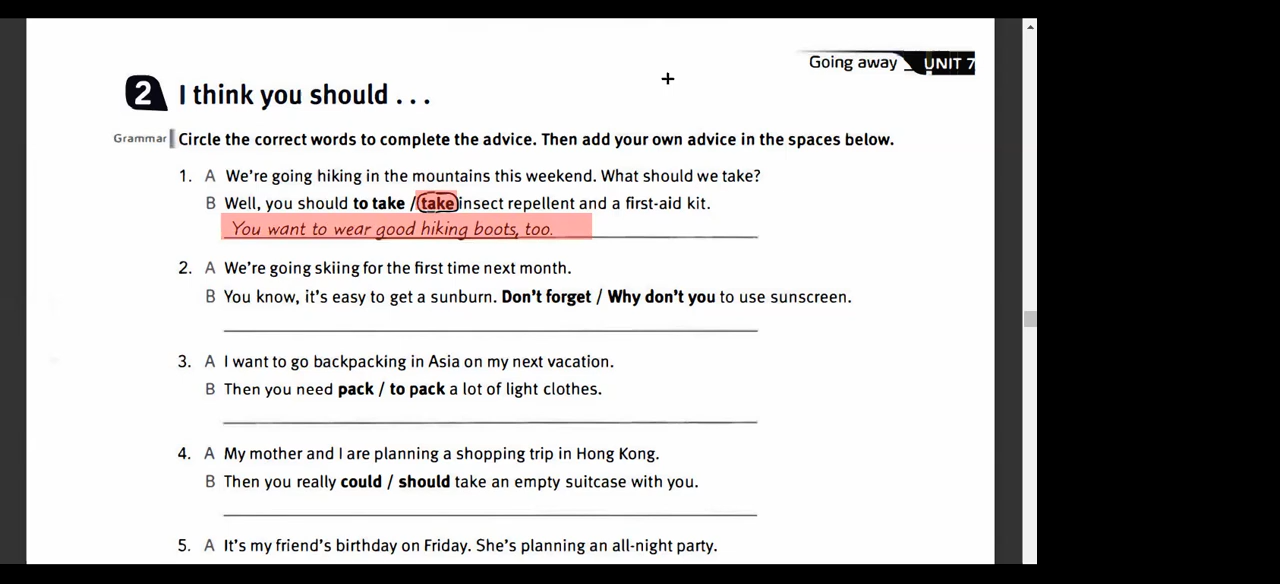 Going away UNIT 7
2 I think you should . . .
Grammar Circle the correct words to complete the advice. Then add your own advice in the spaces below.
1. A We're going hiking in the mountains this weekend. What should we take?
B Well, you should to take / take insect repellent and a first-aid kit.
You want to wear good hiking boots, too.
2. A We're going skiing for the first time next month.
B You know, it's easy to get a sunburn. Don't forget / Why don't you to use sunscreen.
3. A I want to go backpacking in Asia on my next vacation.
B Then you need pack / to pack a lot of light clothes.
4. A My mother and I are planning a shopping trip in Hong Kong.
B Then you really could / should take an empty suitcase with you.
5. A It's my friend's birthday on Friday. She's planning an all-night party.